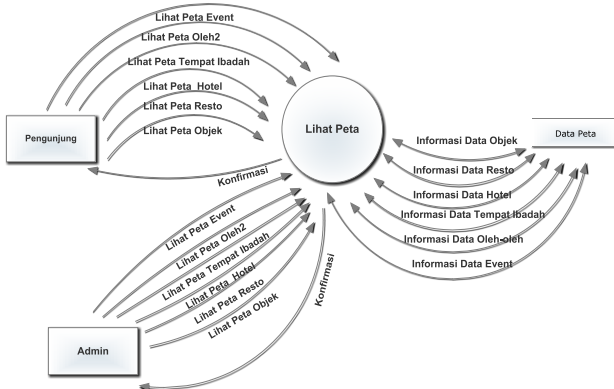 Lihat Peta Event
Lihat Peta Oleh2
Lihat Peta Tempat Ibadah
Lihat Peta Hotel
Lihat Peta Resto
Lihat Peta Objek
Pengunjung
Lihat Peta
Data Peta
Informasi Data Objek
Informasi Data Resto
Informasi Data Hotel
Informasi Data Tempat Ibadah
Informasi Data Oleh-oleh
Informasi Data Event
Konfirmasi
Lihat Peta Event
Lihat Peta Oleh2
Lihat Peta Tempat Ibadah
Lihat Peta Hotel
Lihat Peta Resto
Lihat Peta Objek
Konfirmasi
Admin